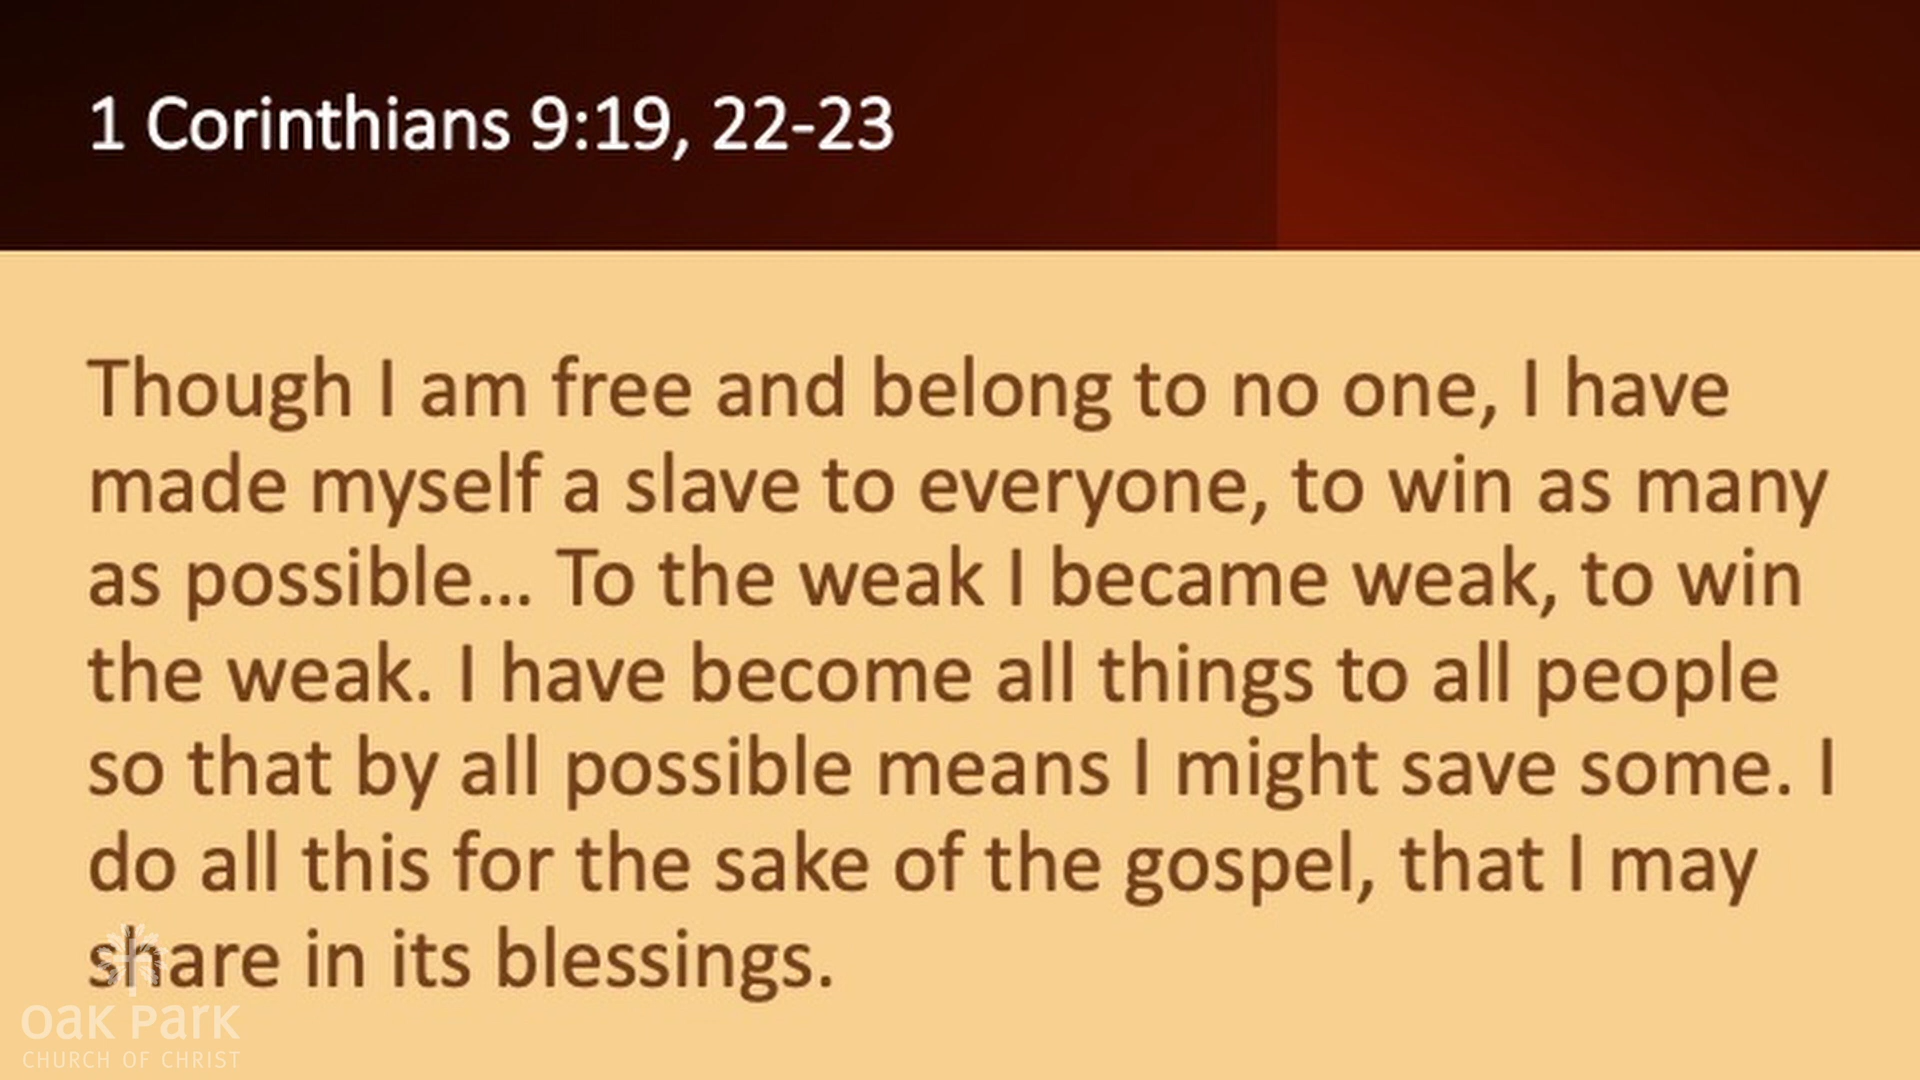 1 Corinthians 9:19, 22-23
Though I am free and belong to no one, I have
made myself a slave to everyone, to win as many
as possible... To the weak I became weak, to win
the weak. I have become all things to all people
so that by all possible means I might save some. I
do all this for the sake of the gospel, that I may
share in its blessings.
oak Park
CHURCH OF CHRIST